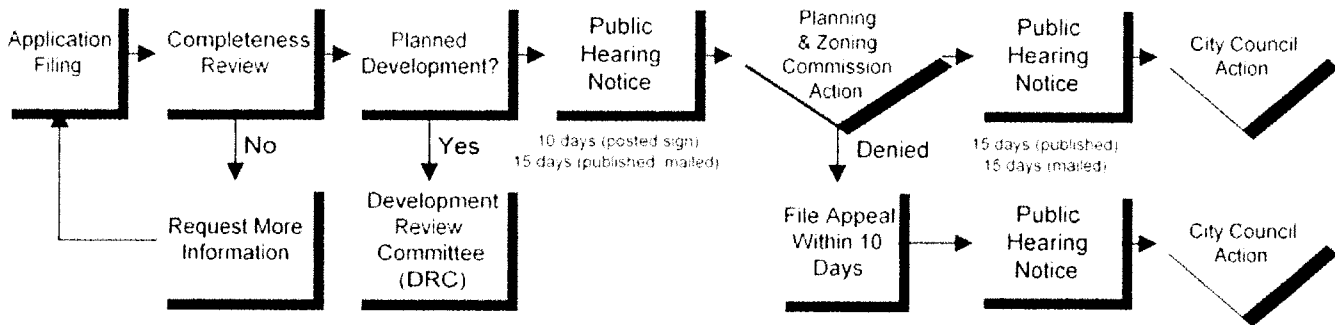 Application
Filing
Completeness
Review
Planned
Development?
Public
Hearing
Notice
Planning
& Zoning
Commission
Action
Public
Hearing
Notice
City Council
Action
No
Yes
10 days (posted sign)
15 days (published mailed)
Denied
15 days (published)
15 days (mailed)
Request More
Information
Development
Review
Committee
(DRC)
File Appeal
Within 10
Days
Public
Hearing
Notice
City Council
Action